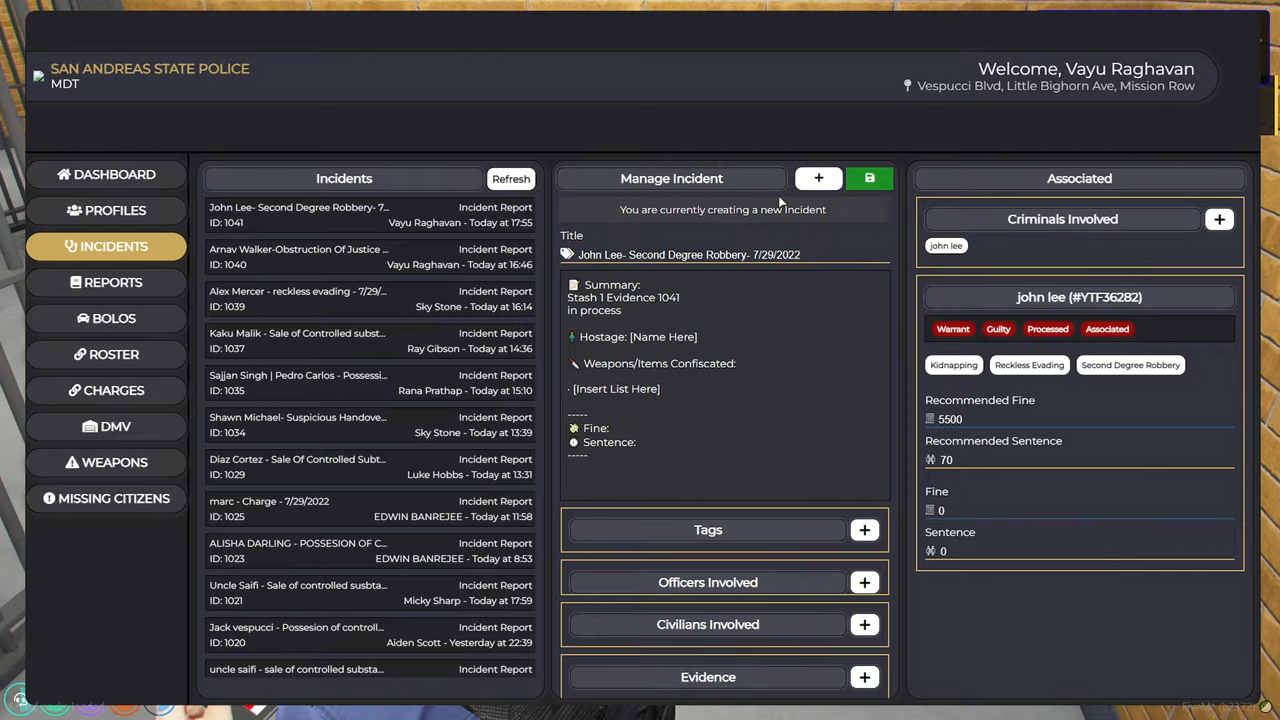 SAN ANDREAS STATE POLICE
MDT
Welcome, Vayu Raghavan
Vespucci Blvd, Little Bighorn Ave, Mission Row
DASHBOARD
PROFILES
INCIDENTS
REPORTS
BOLOS
ROSTER
CHARGES
DMV
WEAPONS
MISSING CITIZENS
Incidents
Refresh
John Lee- Second Degree Robbery- 7... Incident Report
ID: 1041 Vayu Raghavan - Today at 17:55
Arnav Walker-Obstruction Of Justice ... Incident Report
ID: 1040 Vayu Raghavan - Today at 16:46
Alex Mercer - reckless evading - 7/29/... Incident Report
ID: 1039 Sky Stone - Today at 16:14
Kaku Malik - Sale of Controlled subst... Incident Report
ID: 1037 Ray Gibson - Today at 14:36
Sajjan Singh | Pedro Carlos - Possessi... Incident Report
ID: 1035 Rana Prathap - Today at 15:10
Shawn Michael- Suspicious Handove... Incident Report
ID: 1034 Sky Stone - Today at 13:39
Diaz Cortez - Sale Of Controlled Subt... Incident Report
ID: 1029 Luke Hobbs - Today at 13:31
marc - Charge - 7/29/2022 Incident Report
ID: 1025 EDWIN BANREJEE - Today at 11:58
ALISHA DARLING - POSSESION OF C... Incident Report
ID: 1023 EDWIN BANREJEE - Today at 8:53
Uncle Saifi - Sale of controlled susbta... Incident Report
ID: 1021 Micky Sharp - Today at 17:59
Jack vespucci - Possesion of controll... Incident Report
ID: 1020 Aiden Scott - Yesterday at 22:39
uncle saifi - sale of controlled substa... Incident Report
Manage Incident
You are currently creating a new incident
Title
John Lee- Second Degree Robbery- 7/29/2022
Summary:
Stash 1 Evidence 1041
in process
Hostage: [Name Here]
Weapons/Items Confiscated:
· [Insert List Here]
-----
Fine:
Sentence:
-----
Tags
Officers Involved
Civilians Involved
Evidence
Associated
Criminals Involved
john lee
john lee (#YTF36282)
Warrant Guilty Processed Associated
Kidnapping Reckless Evading Second Degree Robbery
Recommended Fine
5500
Recommended Sentence
70
Fine
0
Sentence
0